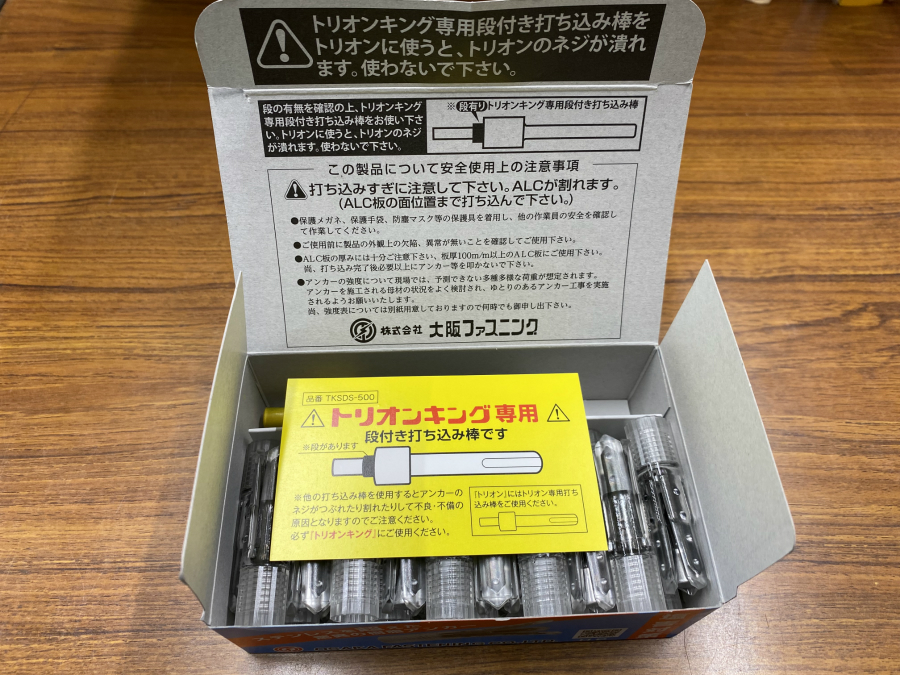 トリオンキング専用段付き打ち込み棒を
トリオンに使うと、トリオンのネジが潰れ
ます。使わないで下さい。
段の有無を確認の上、トリオンキング
専用段付き打ち込み棒をお使い下さ
い。トリオンに使うと、トリオンのネジ
が潰れます。使わないで下さい。
※段有りトリオンキング専用段付き打ち込み棒
この製品について安全使用上の注意事項
打ち込みすぎに注意して下さい。ALCが割れます。
(ALC板の面位置まで打ち込んで下さい。)
●保護メガネ、保護手袋、防塵マスク等の保護具を着用し、他の作業員の安全を確認し
て作業してください。
●ご使用前に製品の外観上の欠陥、異常が無いことを確認してご使用下さい。
●ALC板の厚みには十分ご注意下さい、板厚100m/m以上のALC板にご使用下さい。
尚、打ち込み完了後必要以上にアンカー等を叩かないで下さい。
●アンカーの強度について現場では、予測できない多種多様な荷重が想定されます。
アンカーを施工される母材の状況をよく検討され、ゆとりのあるアンカー工事を実施
されるようお願いいたします。
尚、強度表については別紙用意しておりますので何時でも御申し出下さい。
株式会社 大阪ファスニング
品番 TKSDS-500
トリオンキング専用
段付き打ち込み棒です
※段があります
※他の打ち込み棒を使用するとアンカーの
ネジがつぶれたり割れたりして不良・不備の
原因となりますのでご注意ください。
必ず「トリオンキング」にご使用ください。
「トリオン」にはトリオン専用打ち
込み棒をご使用ください。